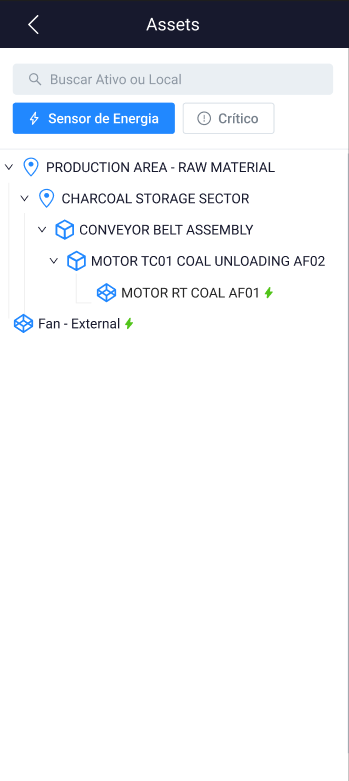 Assets
Buscar Ativo ou Local
Sensor de Energia
Crítico
PRODUCTION AREA - RAW MATERIAL
CHARCOAL STORAGE SECTOR
CONVEYOR BELT ASSEMBLY
MOTOR TC01 COAL UNLOADING AF02
MOTOR RT COAL AF01
Fan - External